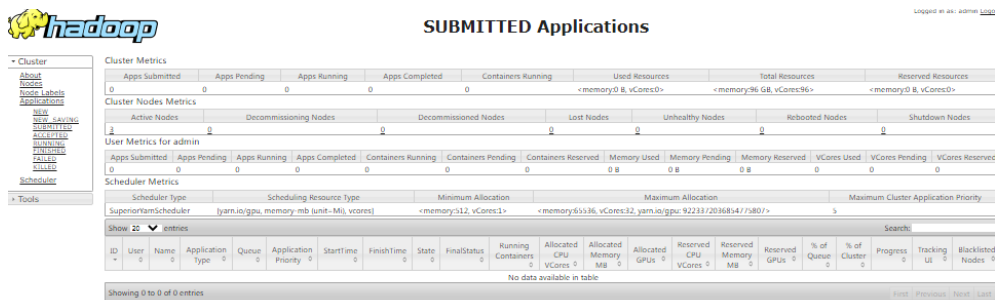 hadoop
SUBMITTED Applications
Logged in as: admin Logo
Cluster
About
Nodes
Node Labels
Applications
NEW
NEW_SAVING
SUBMITTED
ACCEPTED
RUNNING
FINISHED
FAILED
KILLED
Scheduler
Tools
Cluster Metrics
Apps Submitted Apps Pending Apps Running Apps Completed Containers Running Used Resources Total Resources Reserved Resources
0 0 0 0 0 <memory:0 B, vCores:0> <memory:96 GB, vCores:96> <memory:0 B, vCores:0>
Cluster Nodes Metrics
Active Nodes Decommissioning Nodes Decommissioned Nodes Lost Nodes Unhealthy Nodes Rebooted Nodes Shutdown Nodes
3 0 0 0 0 0 0
User Metrics for admin
Apps Submitted Apps Pending Apps Running Apps Completed Containers Running Containers Pending Containers Reserved Memory Used Memory Pending Memory Reserved VCores Used VCores Pending VCores Reserved
0 0 0 0 0 0 0 0 B 0 B 0 B 0 0 0
Scheduler Metrics
Scheduler Type Scheduling Resource Type Minimum Allocation Maximum Allocation Maximum Cluster Application Priority
SuperiorYarnScheduler [yarn.io/gpu, memory-mb (unit=Mi), vcores] <memory:512, vCores:1> <memory:65536, vCores:32, yarn.io/gpu: 9223372036854775807> 5
Show 20 entries Search:
ID User Name Application Type Queue Application Priority StartTime FinishTime State FinalStatus Running Containers Allocated CPU VCores Allocated Memory MB Allocated GPUs Reserved CPU VCores Reserved Memory MB Reserved GPUs % of Queue % of Cluster Progress Tracking UI Blacklisted Nodes
No data available in table
Showing 0 to 0 of 0 entries First Previous Next Last